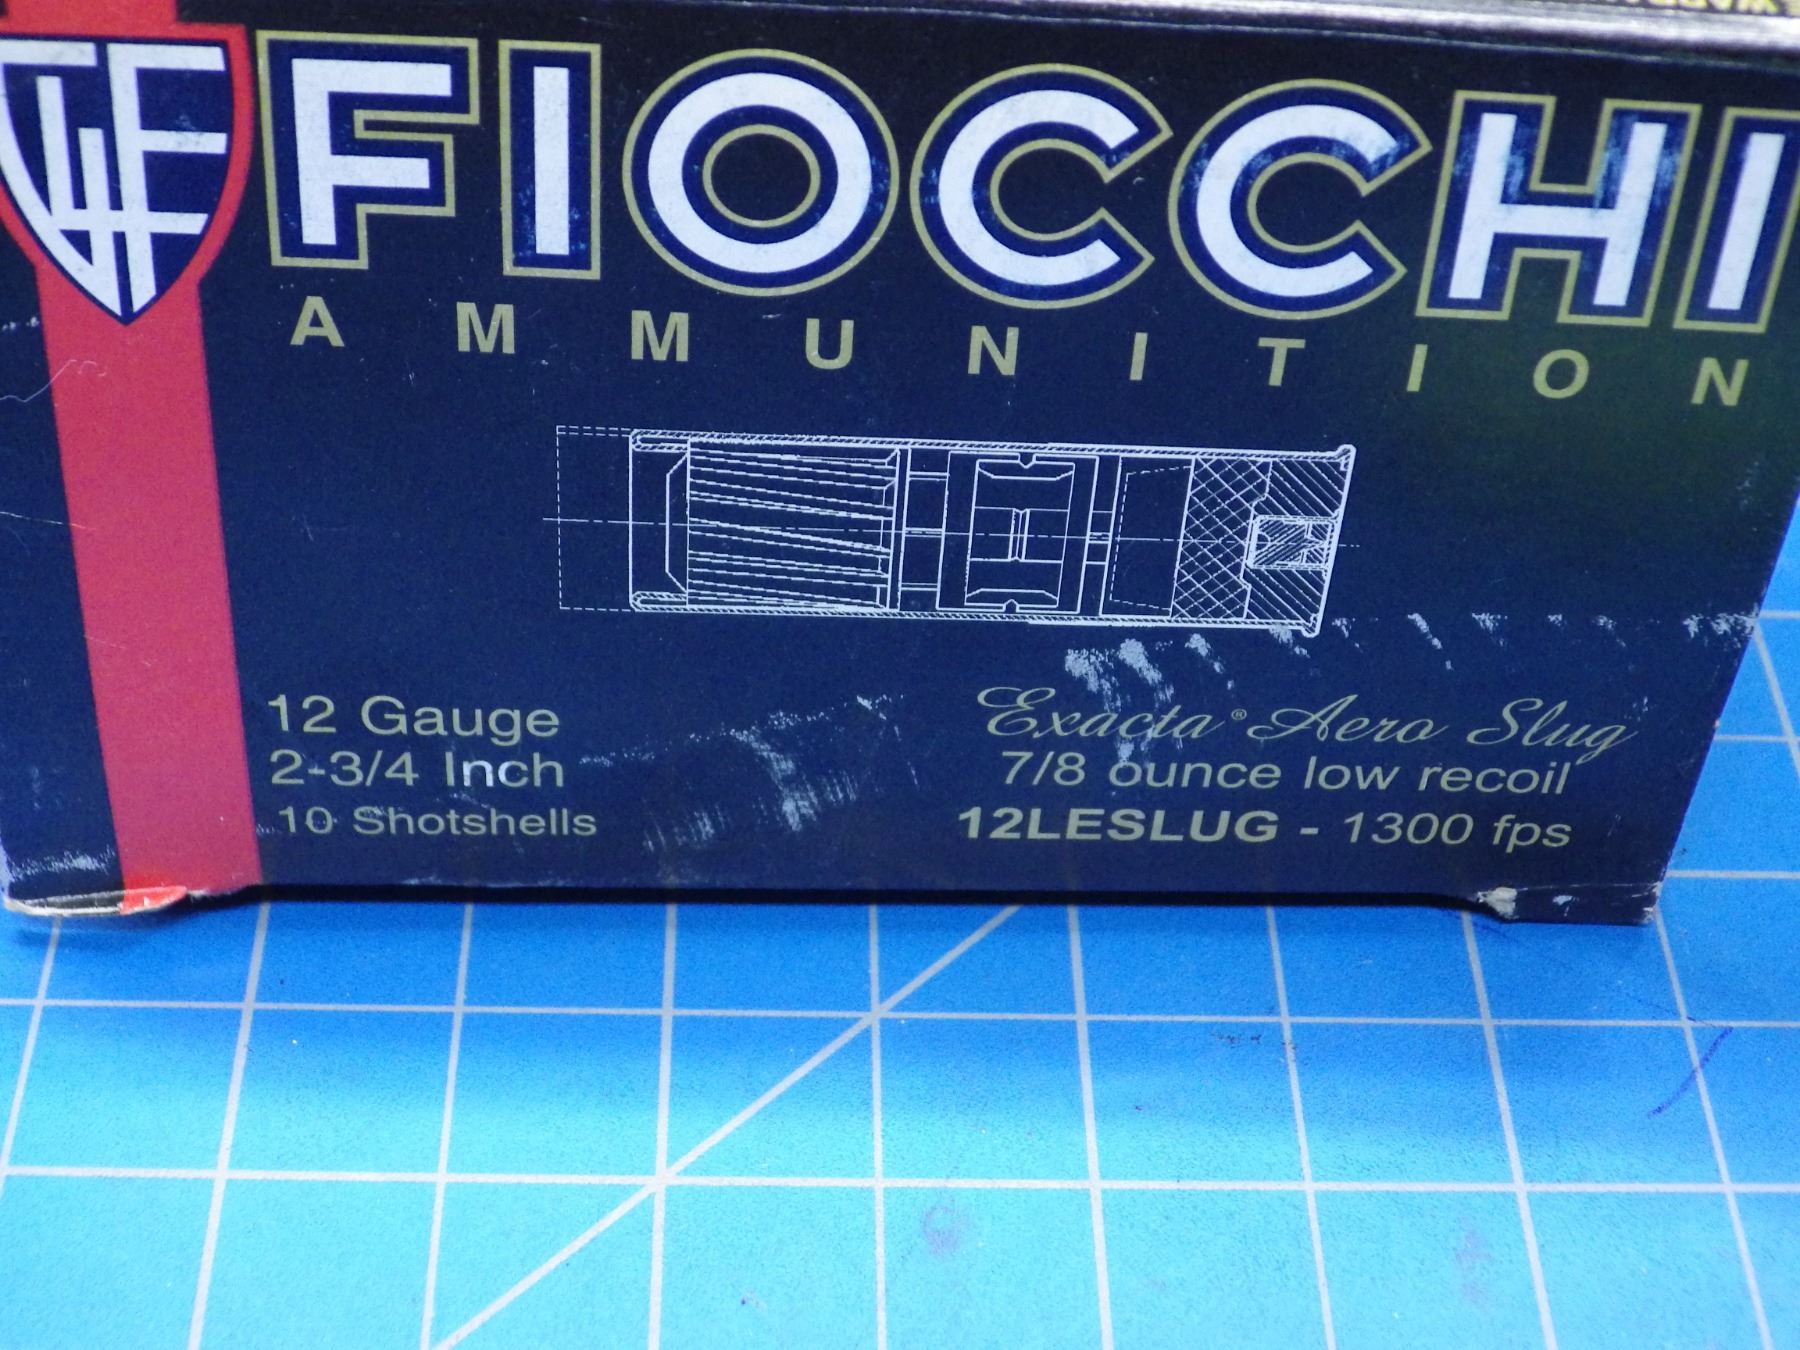 GFL
FIOCCHI
AMMUNITION
12 Gauge
2-3/4 Inch
10 Shotshells
Exacta® Aero Slug
7/8 ounce low recoil
12LESLUG - 1300 fps